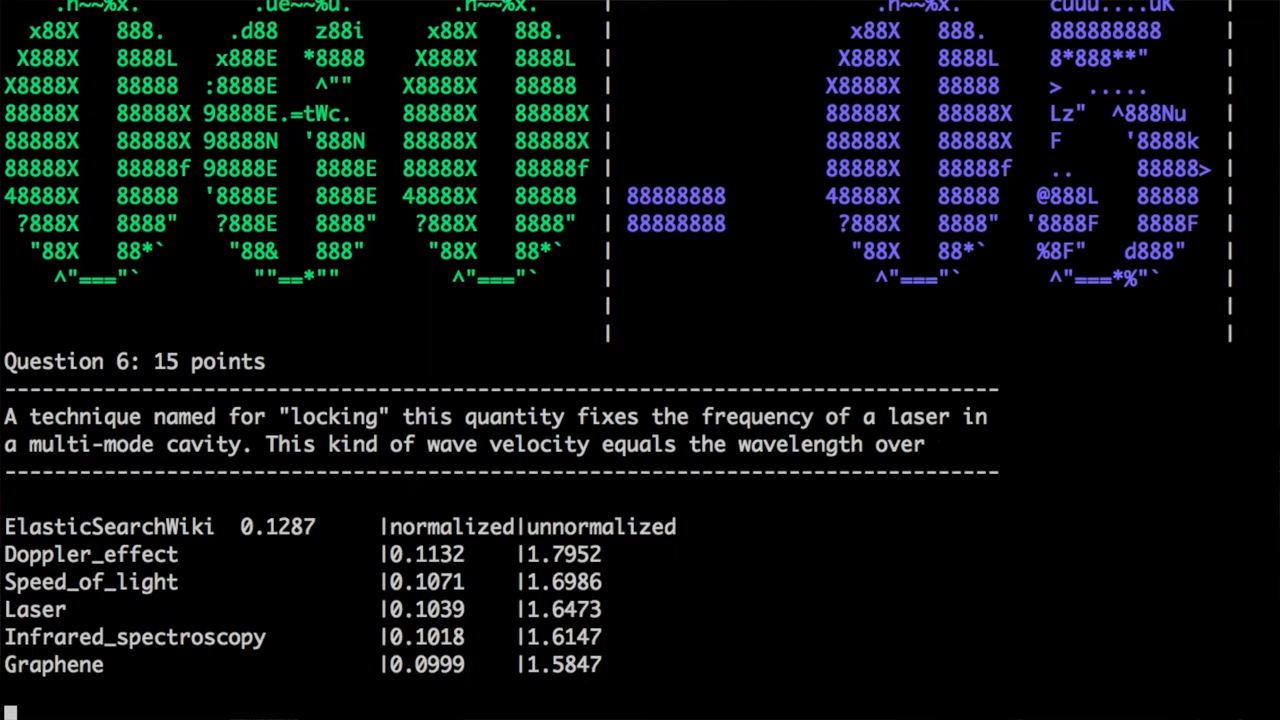 Question 6: 15 points
--------------------------------------------------------------------------------
A technique named for "locking" this quantity fixes the frequency of a laser in
a multi-mode cavity. This kind of wave velocity equals the wavelength over
--------------------------------------------------------------------------------
ElasticSearchWiki 0.1287 |normalized|unnormalized
Doppler_effect |0.1132 |1.7952
Speed_of_light |0.1071 |1.6986
Laser |0.1039 |1.6473
Infrared_spectroscopy |0.1018 |1.6147
Graphene |0.0999 |1.5847